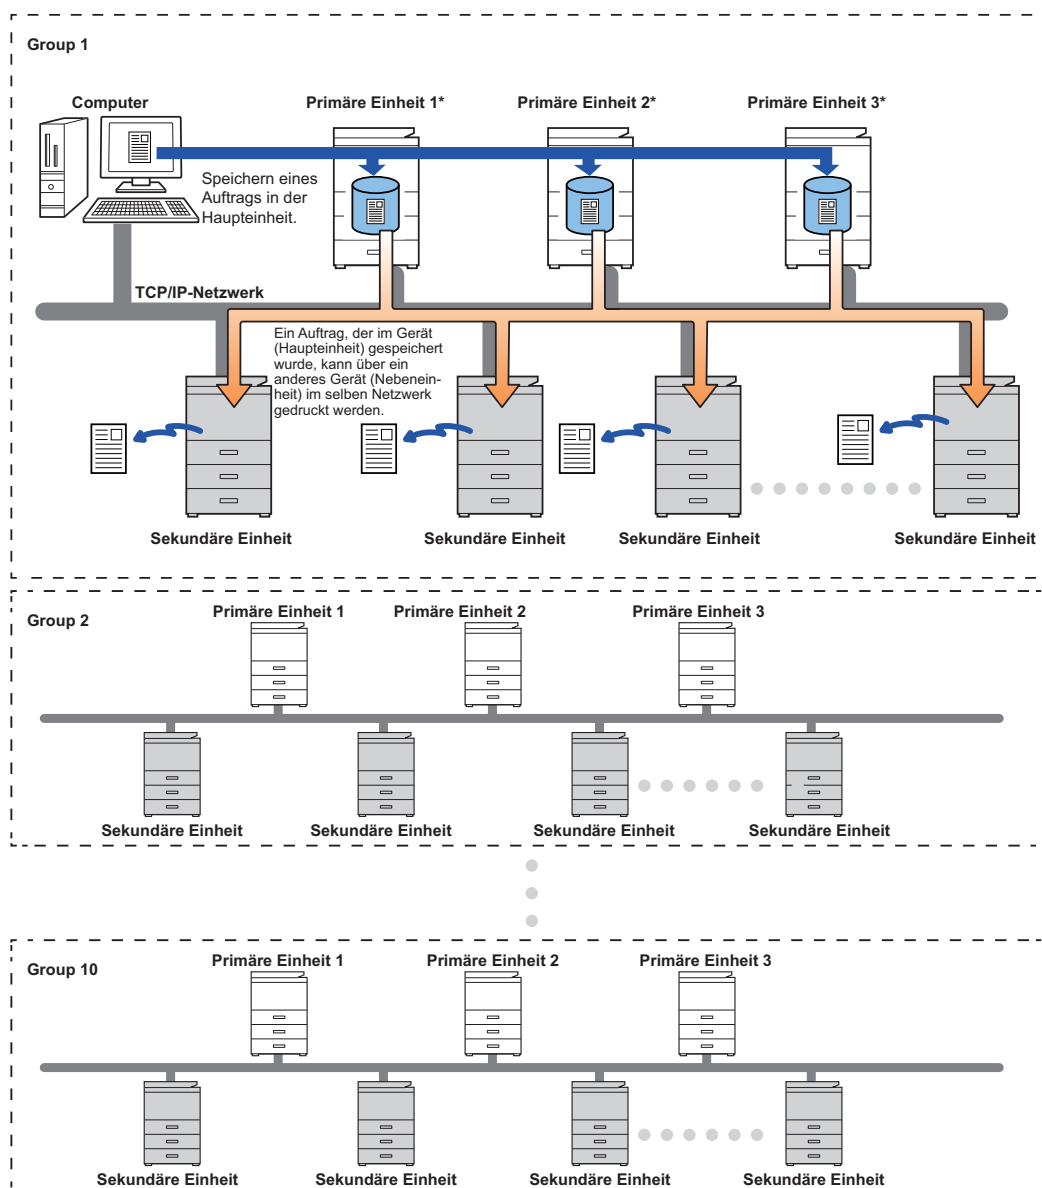 Group 1
Computer
Primäre Einheit 1*
Primäre Einheit 2*
Primäre Einheit 3*
Speichern eines
Auftrags in der
Haupteinheit.
TCP/IP-Netzwerk
Ein Auftrag, der im Gerät
(Haupteinheit) gespeichert
wurde, kann über ein
anderes Gerät (Nebenein-
heit) im selben Netzwerk
gedruckt werden.
Sekundäre Einheit
Sekundäre Einheit
Sekundäre Einheit
Sekundäre Einheit
Group 2
Primäre Einheit 1
Primäre Einheit 2
Primäre Einheit 3
Sekundäre Einheit
Sekundäre Einheit
Sekundäre Einheit
Sekundäre Einheit
Group 10
Primäre Einheit 1
Primäre Einheit 2
Primäre Einheit 3
Sekundäre Einheit
Sekundäre Einheit
Sekundäre Einheit
Sekundäre Einheit